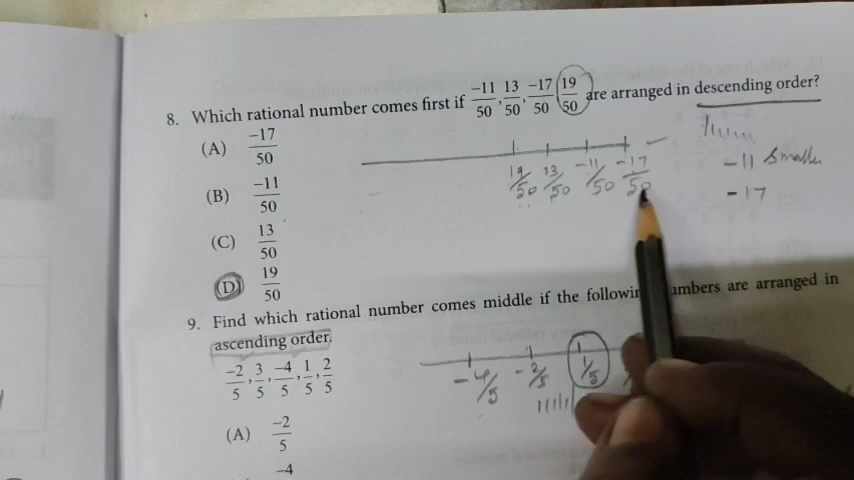 8. Which rational number comes first if -11/50, 13/50, -17/50, 19/50 are arranged in descending order?
(A) -17/50
(B) -11/50
(C) 13/50
(D) 19/50
19/50 13/50 -11/50 -17/50
-11
-17
9. Find which rational number comes middle if the following numbers are arranged in
ascending order.
-2/5, 3/5, -4/5, 1/5, 2/5
-4/5 -2/5 1/5
(A) -2/5
-4